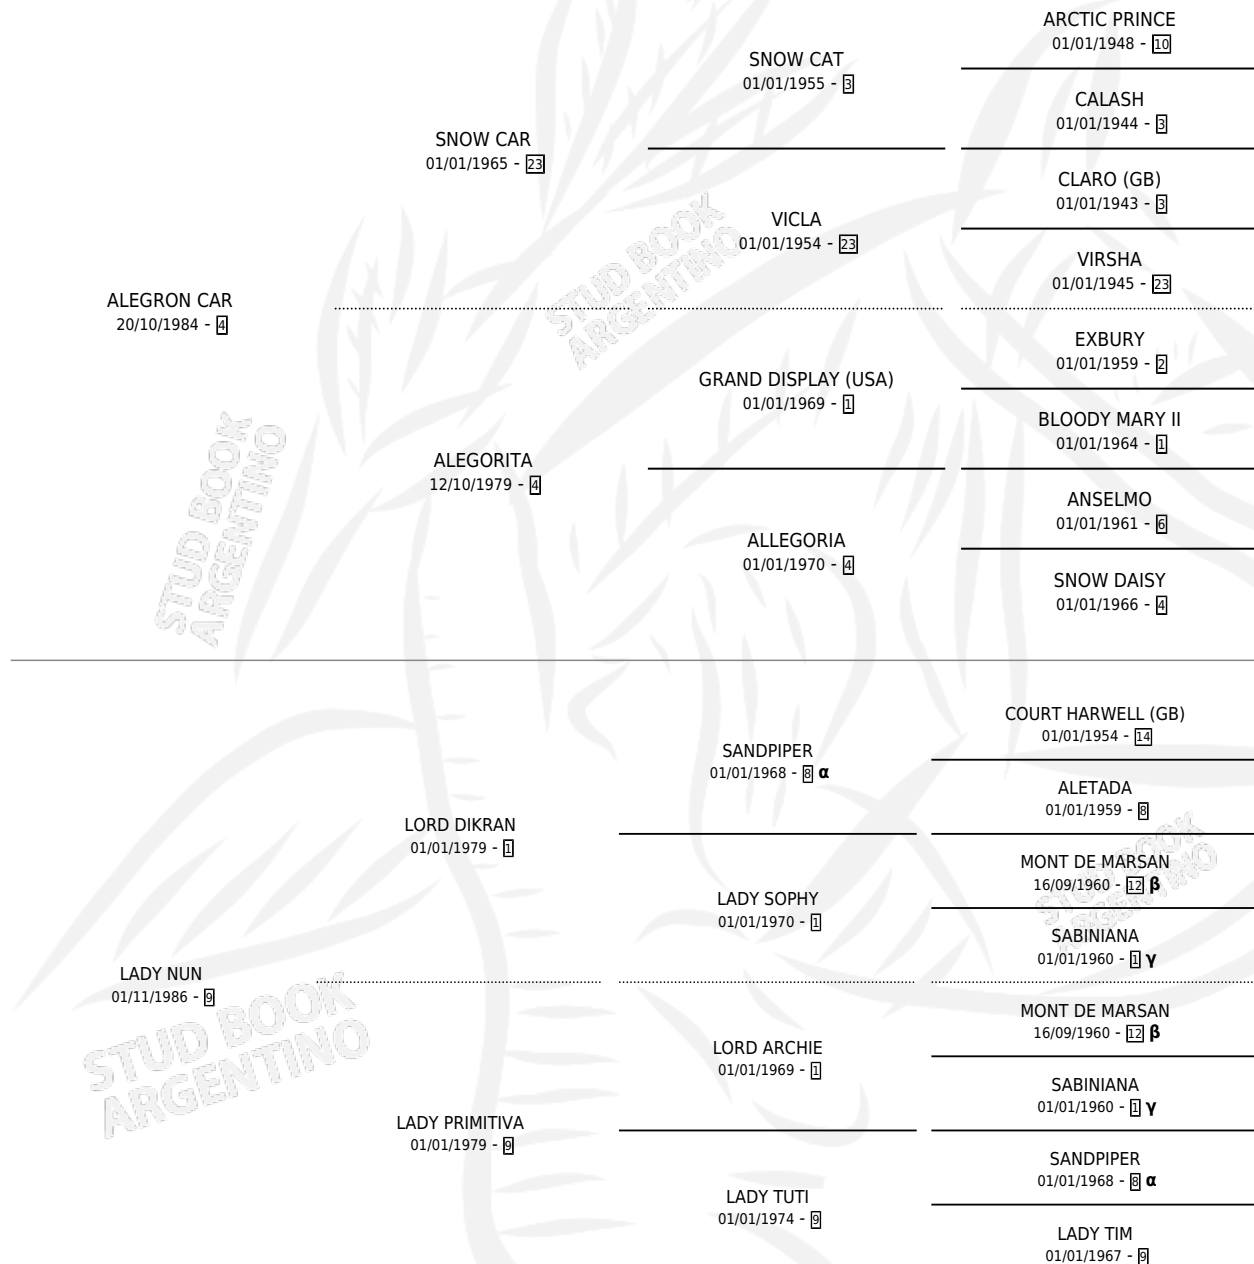 ARCTIC PRINCE
01/01/1948 - 10
SNOW CAT
01/01/1955 - 3
CALASH
01/01/1944 - 3
SNOW CAR
01/01/1965 - 23
CLARO (GB)
01/01/1943 - 3
VICLA
01/01/1954 - 23
VIRSHA
01/01/1945 - 23
ALEGRON CAR
20/10/1984 - 4
EXBURY
01/01/1959 - 2
GRAND DISPLAY (USA)
01/01/1969 - 1
BLOODY MARY II
01/01/1964 - 1
ALEGORITA
12/10/1979 - 4
ANSELMO
01/01/1961 - 6
ALLEGORIA
01/01/1970 - 4
SNOW DAISY
01/01/1966 - 4
STUD BOOK
ARGENTINO
STUD BOOK
ARGENTINO
COURT HARWELL (GB)
01/01/1954 - 14
SANDPIPER
01/01/1968 - 8 α
ALETADA
01/01/1959 - 8
LORD DIKRAN
01/01/1979 - 1
MONT DE MARSAN
16/09/1960 - 12 β
LADY SOPHY
01/01/1970 - 1
SABINIANA
01/01/1960 - 1 γ
LADY NUN
01/11/1986 - 9
MONT DE MARSAN
16/09/1960 - 12 β
LORD ARCHIE
01/01/1969 - 1
SABINIANA
01/01/1960 - 1 γ
LADY PRIMITIVA
01/01/1979 - 9
SANDPIPER
01/01/1968 - 8 α
LADY TUTI
01/01/1974 - 9
LADY TIM
01/01/1967 - 9
STUD BOOK
ARGENTINO
STUD BOOK
ARGENTINO